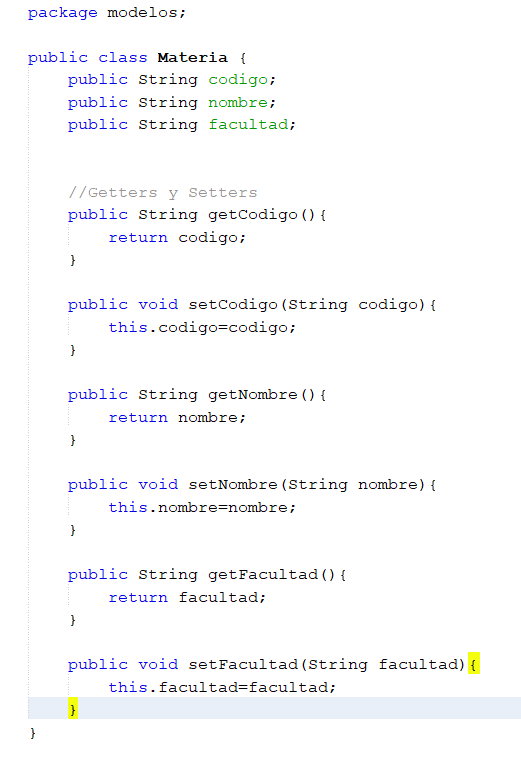 package modelos;
public class Materia {
public String codigo;
public String nombre;
public String facultad;
//Getters y Setters
public String getCodigo(){
return codigo;
}
public void setCodigo(String codigo){
this.codigo=codigo;
}
public String getNombre(){
return nombre;
}
public void setNombre(String nombre){
this.nombre=nombre;
}
public String getFacultad(){
return facultad;
}
public void setFacultad(String facultad){
this.facultad=facultad;
}
}